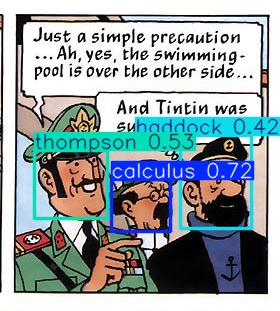 Just a simple precaution
...Ah, yes, the swimming-
pool is over the other side...
And Tintin was
haddock 0.42
thompson 0.53
calculus 0.72